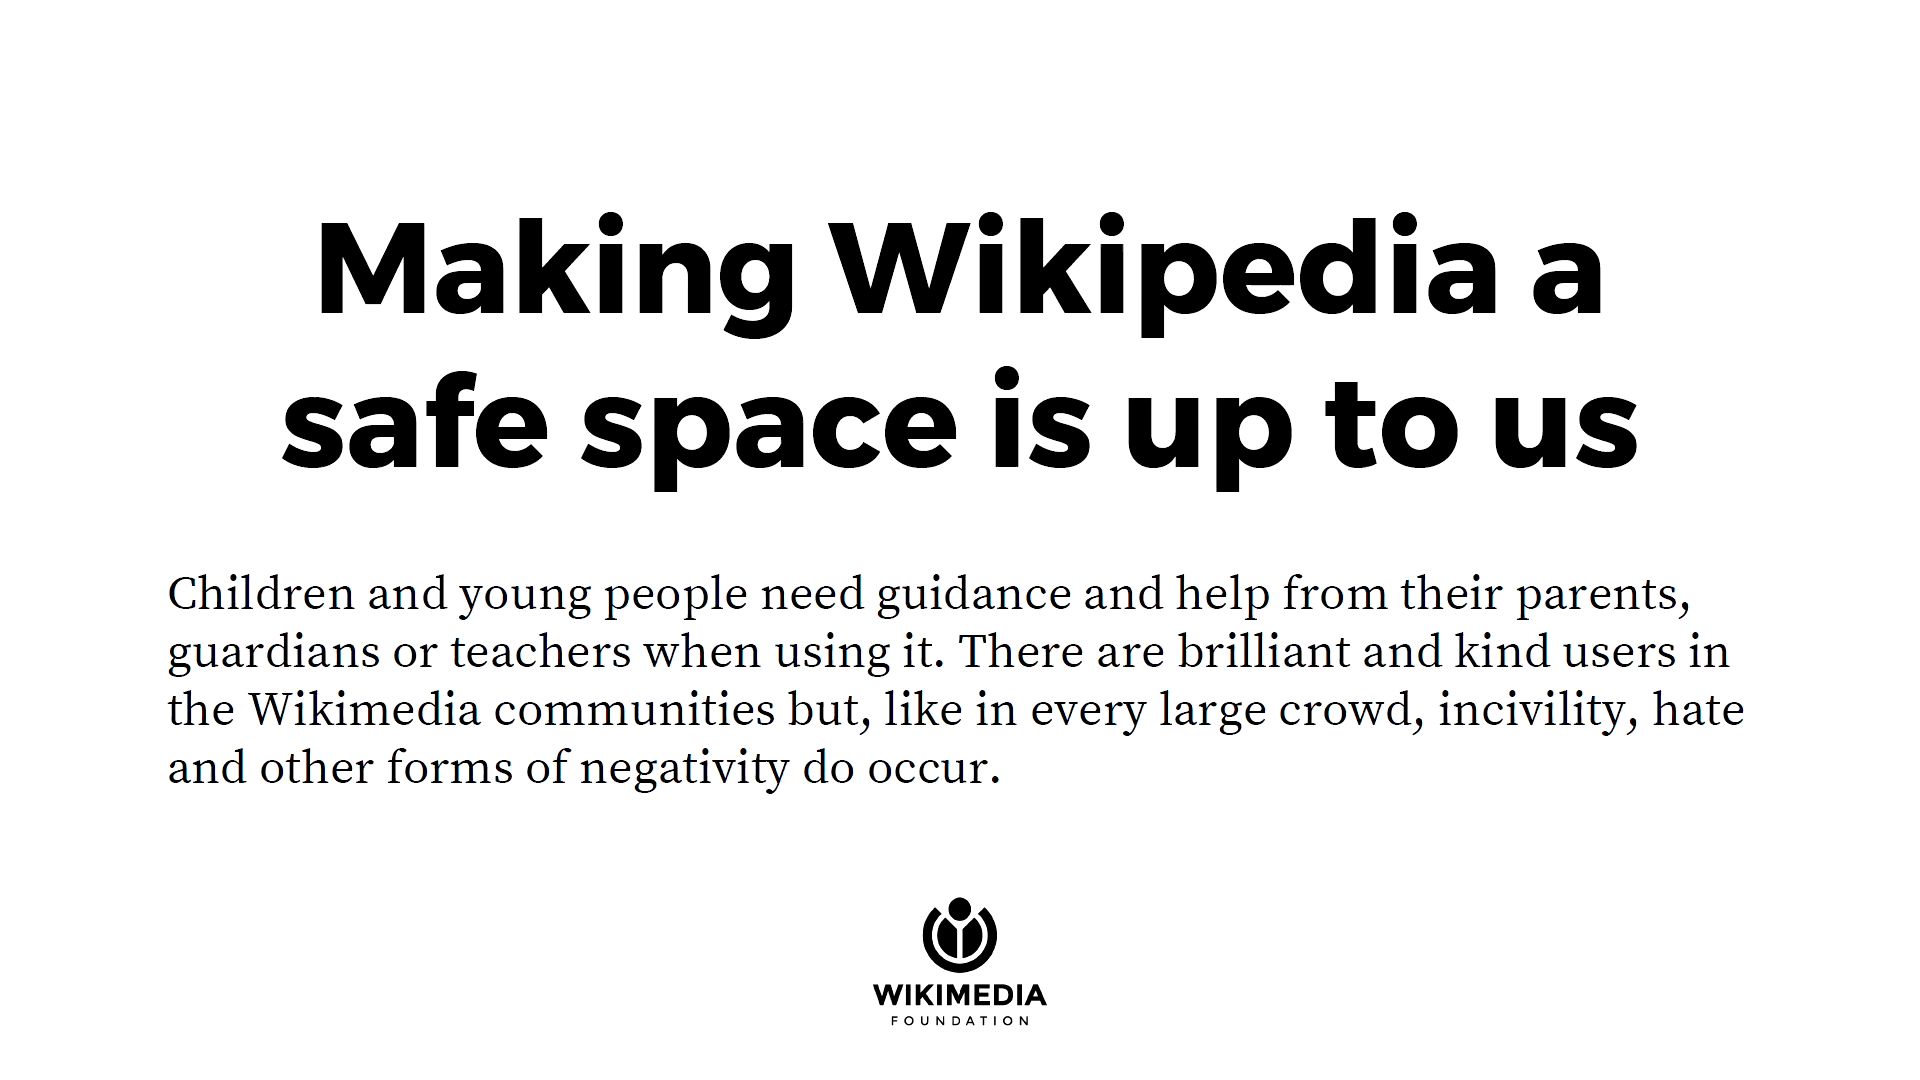 Making Wikipedia a
safe space is up to us
Children and young people need guidance and help from their parents,
guardians or teachers when using it. There are brilliant and kind users in
the Wikimedia communities but, like in every large crowd, incivility, hate
and other forms of negativity do occur.
WIKIMEDIA
FOUNDATION